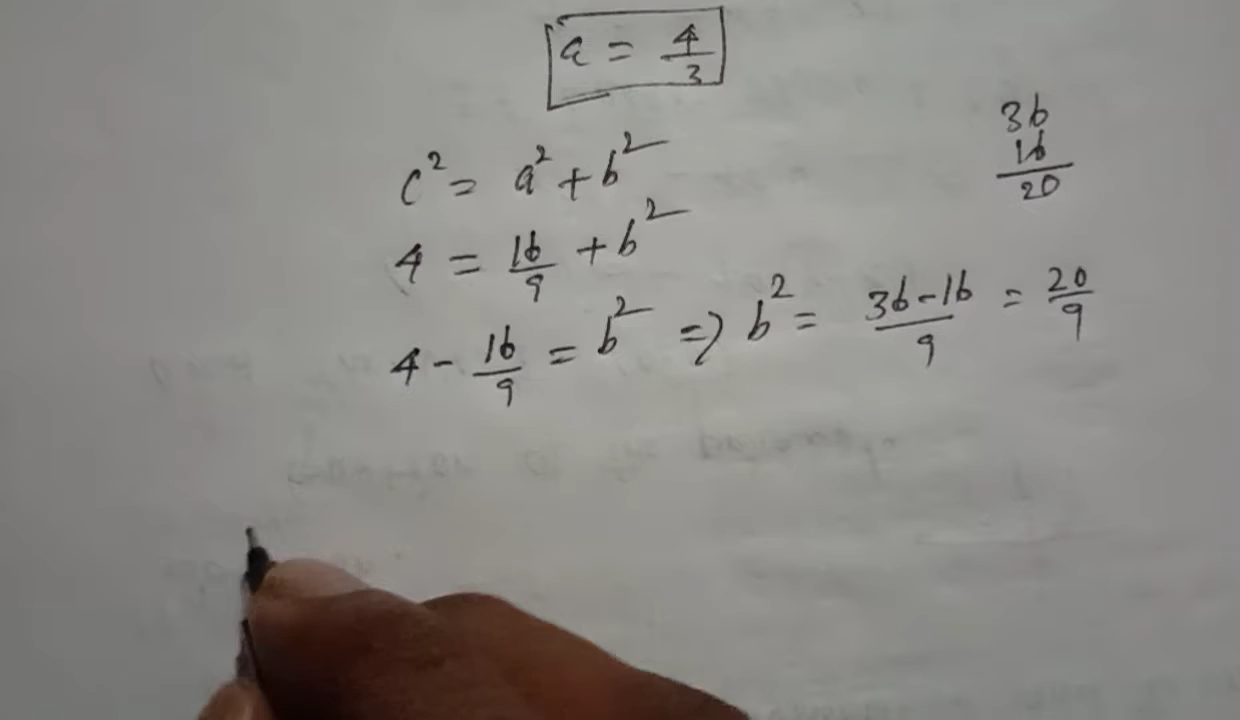 a = 4/3
c² = a² + b²
36
16
20
4 = 16/9 + b²
4 - 16/9 = b² => b² = 36-16/9 = 20/9